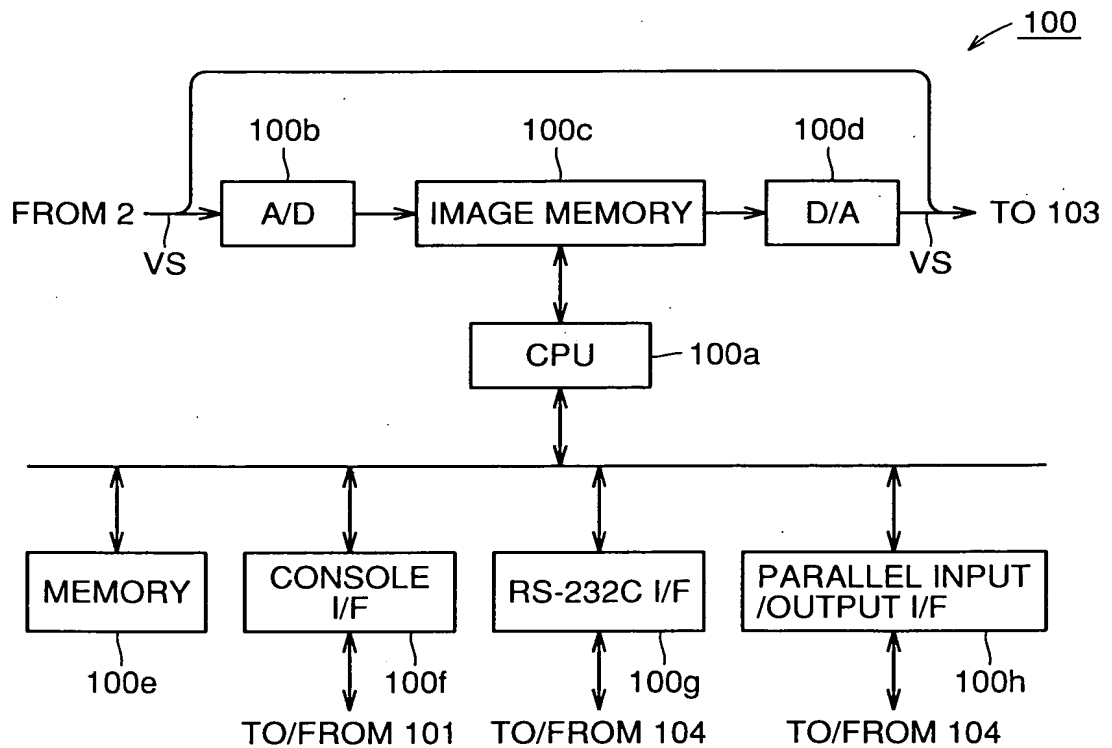 100
100b
100c
100d
FROM 2
A/D
IMAGE MEMORY
D/A
TO 103
VS
VS
CPU
100a
MEMORY
CONSOLE
I/F
RS-232C I/F
PARALLEL INPUT
/OUTPUT I/F
100e
100f
100g
100h
TO/FROM 101
TO/FROM 104
TO/FROM 104